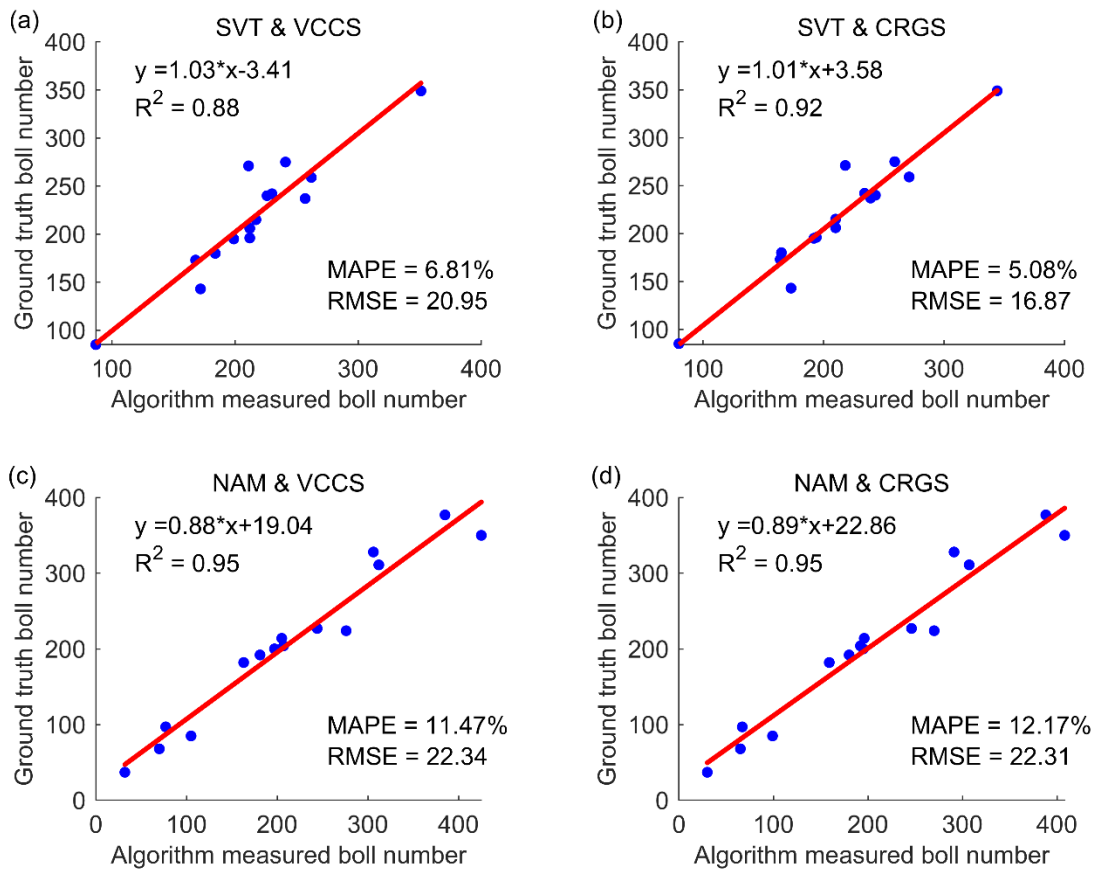 (a)
SVT & VCCS
y =1.03*x-3.41
R² = 0.88
MAPE = 6.81%
RMSE = 20.95
Ground truth boll number
400
350
300
250
200
150
100
100 200 300 400
Algorithm measured boll number
(b)
SVT & CRGS
y =1.01*x+3.58
R² = 0.92
MAPE = 5.08%
RMSE = 16.87
Ground truth boll number
400
350
300
250
200
150
100
100 200 300 400
Algorithm measured boll number
(c)
NAM & VCCS
y =0.88*x+19.04
R² = 0.95
MAPE = 11.47%
RMSE = 22.34
Ground truth boll number
400
300
200
100
0
0 100 200 300 400
Algorithm measured boll number
(d)
NAM & CRGS
y =0.89*x+22.86
R² = 0.95
MAPE = 12.17%
RMSE = 22.31
Ground truth boll number
400
300
200
100
0
0 100 200 300 400
Algorithm measured boll number